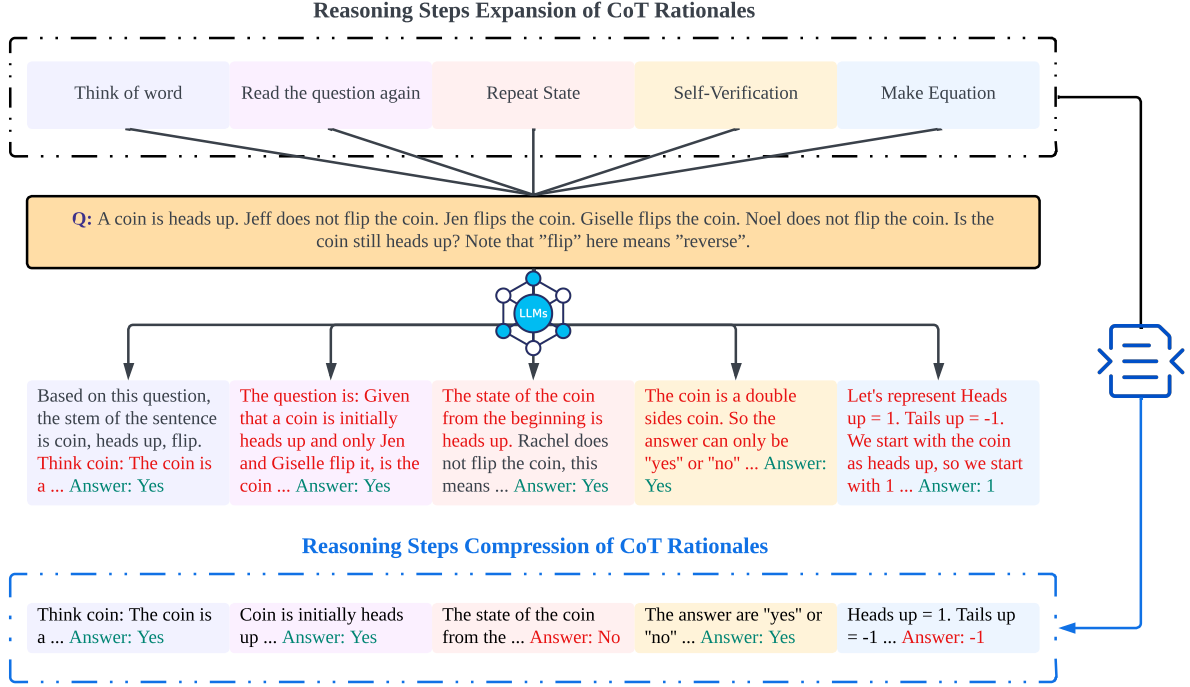 Reasoning Steps Expansion of CoT Rationales
Think of word
Read the question again
Repeat State
Self-Verification
Make Equation
Q: A coin is heads up. Jeff does not flip the coin. Jen flips the coin. Giselle flips the coin. Noel does not flip the coin. Is the
coin still heads up? Note that ”flip” here means ”reverse”.
LLMs
Based on this question,
the stem of the sentence
is coin, heads up, flip.
Think coin: The coin is
a ... Answer: Yes
The question is: Given
that a coin is initially
heads up and only Jen
and Giselle flip it, is the
coin ... Answer: Yes
The state of the coin
from the beginning is
heads up. Rachel does
not flip the coin, this
means ... Answer: Yes
The coin is a double
sides coin. So the
answer can only be
"yes" or "no" ... Answer:
Yes
Let's represent Heads
up = 1. Tails up = -1.
We start with the coin
as heads up, so we start
with 1 ... Answer: 1
Reasoning Steps Compression of CoT Rationales
Think coin: The coin is
a ... Answer: Yes
Coin is initially heads
up ... Answer: Yes
The state of the coin
from the ... Answer: No
The answer are "yes" or
"no" ... Answer: Yes
Heads up = 1. Tails up
= -1 ... Answer: -1